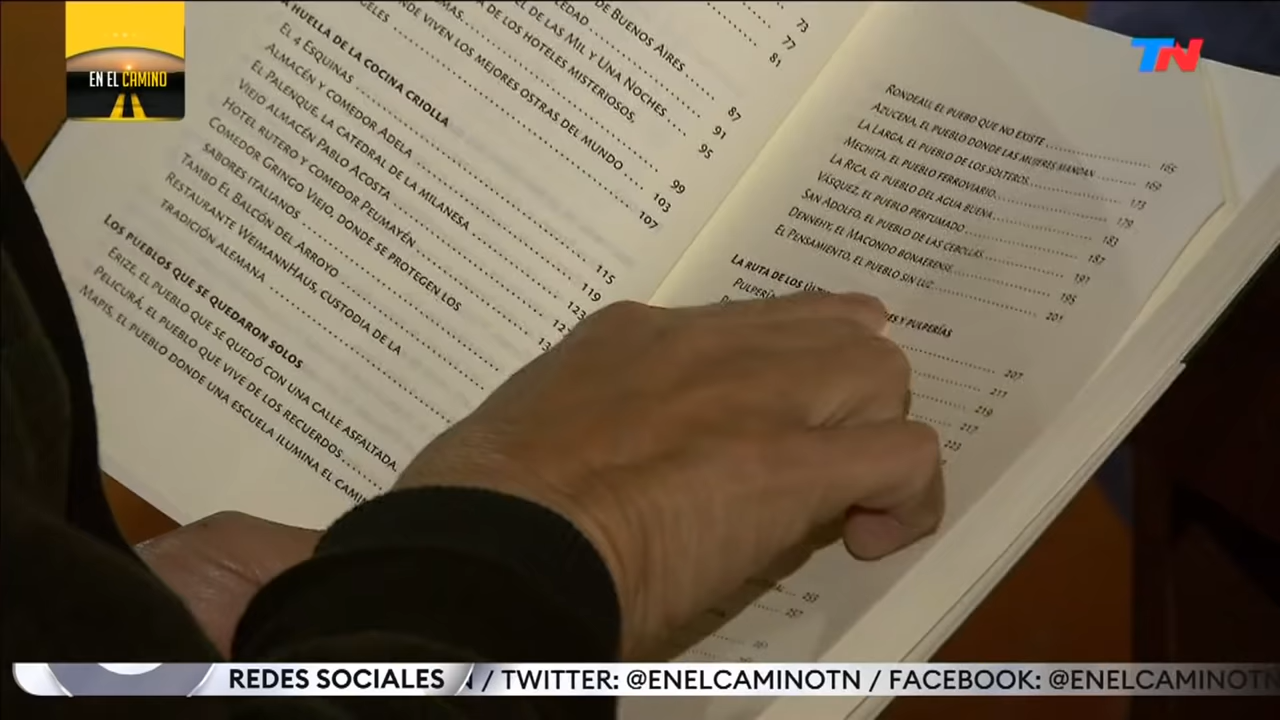 EN EL CAMINO
TN
73
77
DE BUENOS AIRES
81
DE LAS MIL Y UNA NOCHES
DE LOS HOTELES MISTERIOSOS,
87
91
DONDE VIVEN LOS MEJORES OSTRAS DEL MUNDO
95
99
103
107
HUELLA DE LA COCINA CRIOLLA
EL 4 ESQUINAS
ALMACÉN Y COMEDOR ADELA
EL PALENQUE, LA CATEDRAL DE LA MILANESA
115
VIEJO ALMACÉN PABLO ACOSTA
119
HOTEL RUTERO Y COMEDOR PEUMAYÉN
123
COMEDOR GRINGO VIEJO, DONDE SE PROTEGEN LOS
SABORES ITALIANOS
TAMBO EL BALCÓN DEL ARROYO
RESTAURANTE WEIMANNHAUS, CUSTODIA DE LA
TRADICIÓN ALEMANA
LOS PUEBLOS QUE SE QUEDARON SOLOS
ERIZE, EL PUEBLO QUE SE QUEDÓ CON UNA CALLE ASFALTADA
PELICURÁ, EL PUEBLO QUE VIVE DE LOS RECUERDOS
MAPIS, EL PUEBLO DONDE UNA ESCUELA ILUMINA EL
RONDEALL EL PUEBO QUE NO EXISTE 165
AZUCENA, EL PUEBLO DONDE LAS MUJERES MANDAN 169
LA LARGA, EL PUEBLO DE LOS SOLTEROS 173
MECHITA, EL PUEBLO FERROVIARIO 179
LA RICA, EL PUEBLO DEL AGUA BUENA 183
VÁSQUEZ, EL PUEBLO PERFUMADO 187
SAN ADOLFO, EL PUEBLO DE LAS CEBOLLAS 191
DENNEHY, EL MACONDO BONAERENSE 195
EL PENSAMIENTO, EL PUEBLO SIN LUZ 201
LA RUTA DE LOS Y PULPERÍAS
207
211
219
217
223
253
257
REDES SOCIALES / TWITTER: @ENELCAMINOTN / FACEBOOK: @ENELCAMINOTN